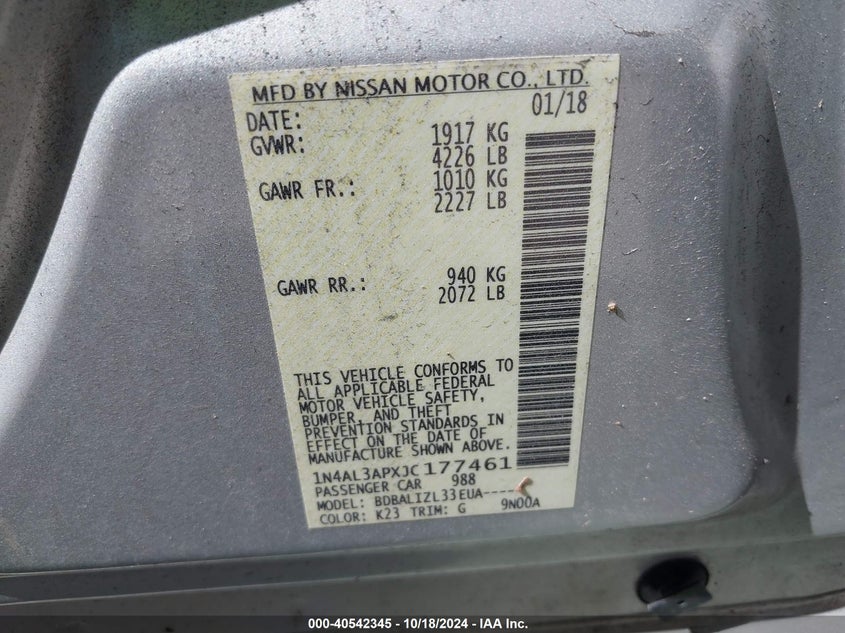 MFD BY NISSAN MOTOR CO., LTD.
DATE: 01/18
GVWR: 1917 KG
4226 LB
GAWR FR.: 1010 KG
2227 LB
GAWR RR.: 940 KG
2072 LB
THIS VEHICLE CONFORMS TO
ALL APPLICABLE FEDERAL
MOTOR VEHICLE SAFETY,
BUMPER, AND THEFT
PREVENTION STANDARDS IN
EFFECT ON THE DATE OF
MANUFACTURE SHOWN ABOVE.
1N4AL3APXJC177461
PASSENGER CAR 988
MODEL: BDBALIZL33EUA-----
COLOR: K23 TRIM: G 9N00A
000-40542345 - 10/18/2024 - IAA Inc.